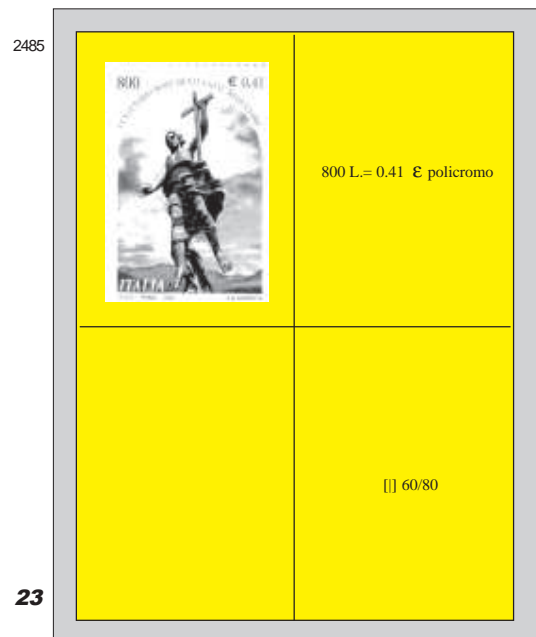 2485
800
€ 0.41
800 L.= 0.41 ε policromo
ITALIA
[|] 60/80
23